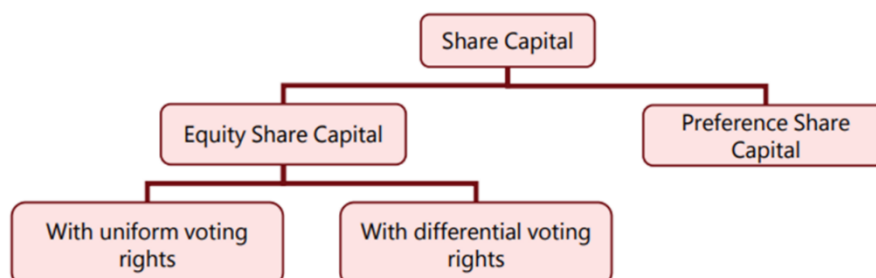 Share Capital
Equity Share Capital
Preference Share
Capital
With uniform voting
rights
With differential voting
rights